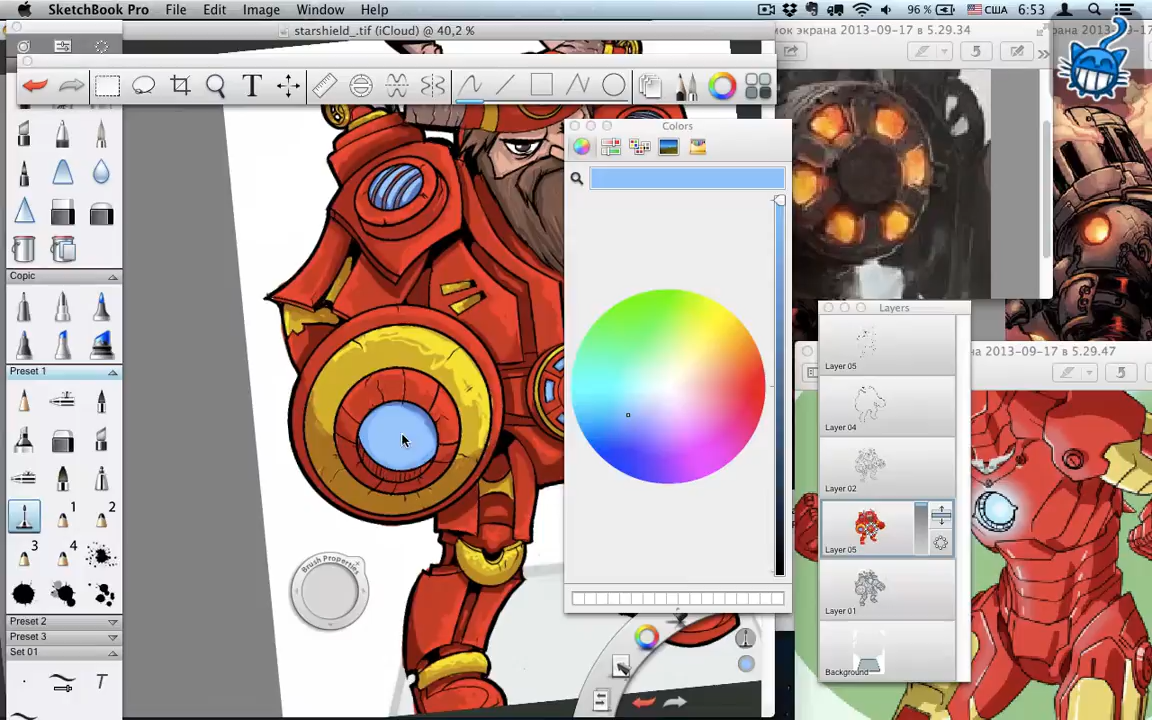 SketchBook Pro File Edit Image Window Help 96 % США 6:53
starshield_.tif (iCloud) @ 40,2 %
мок экрана 2013-09-17 в 5.29.34
T
Colors
Copic
Layers
Layer 05
Layer 04
Layer 02
Layer 05
Layer 01
Background
2013-09-17 в 5.29.47
Preset 1
1 2
3 4
Brush Properties
Preset 2
Preset 3
Set 01
T